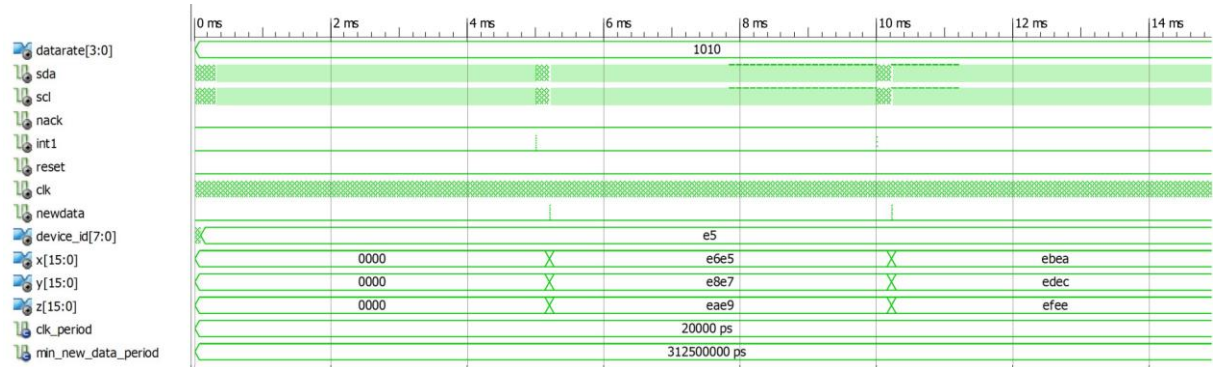 0 ms 2 ms 4 ms 6 ms 8 ms 10 ms 12 ms 14 ms
datarate[3:0] 1010
sda
scl
nack
int1
reset
clk
newdata
device_id[7:0] e5
x[15:0] 0000 e6e5 ebea
y[15:0] 0000 e8e7 edec
z[15:0] 0000 eae9 efee
clk_period 20000 ps
min_new_data_period 312500000 ps